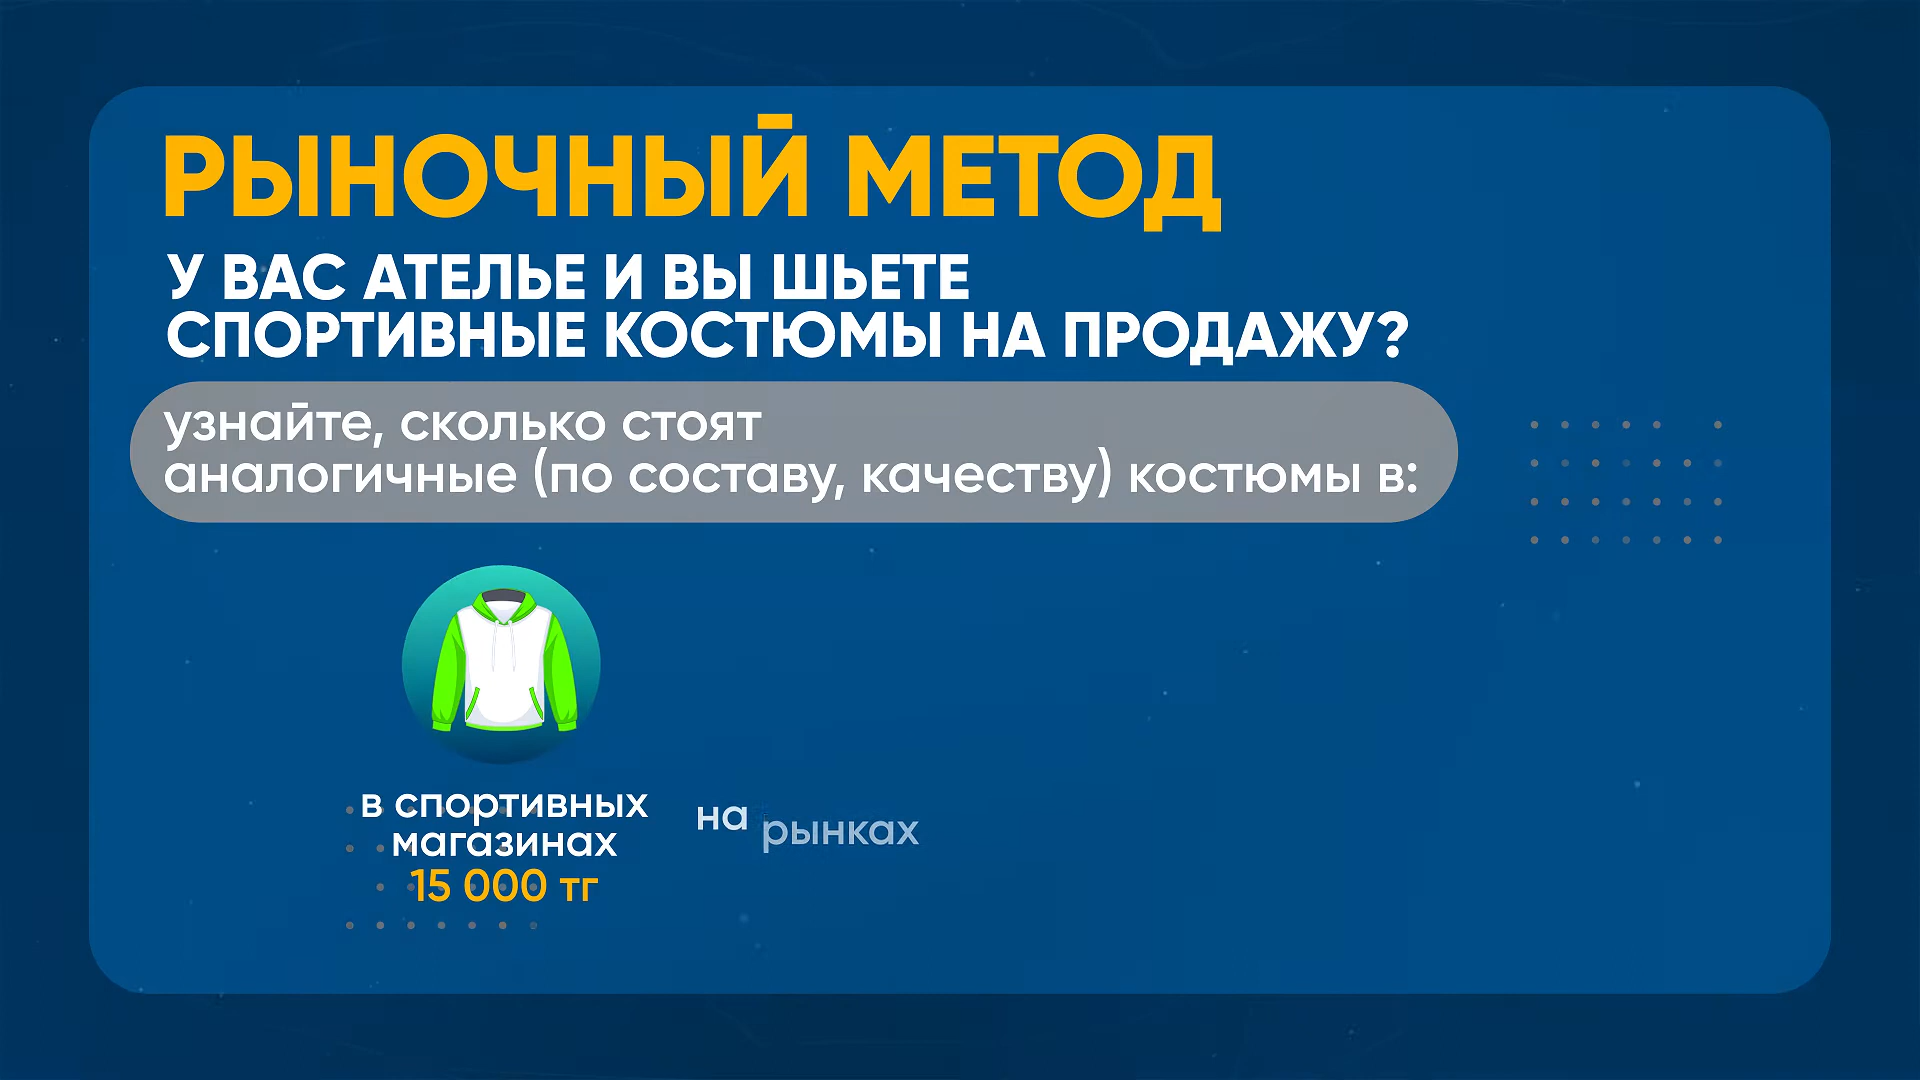 РЫНОЧНЫЙ МЕТОД
У ВАС АТЕЛЬЕ И ВЫ ШЬЕТЕ
СПОРТИВНЫЕ КОСТЮМЫ НА ПРОДАЖУ?
узнайте, сколько стоят
аналогичные (по составу, качеству) костюмы в:
в спортивных
магазинах
15 000 тг
на рынках